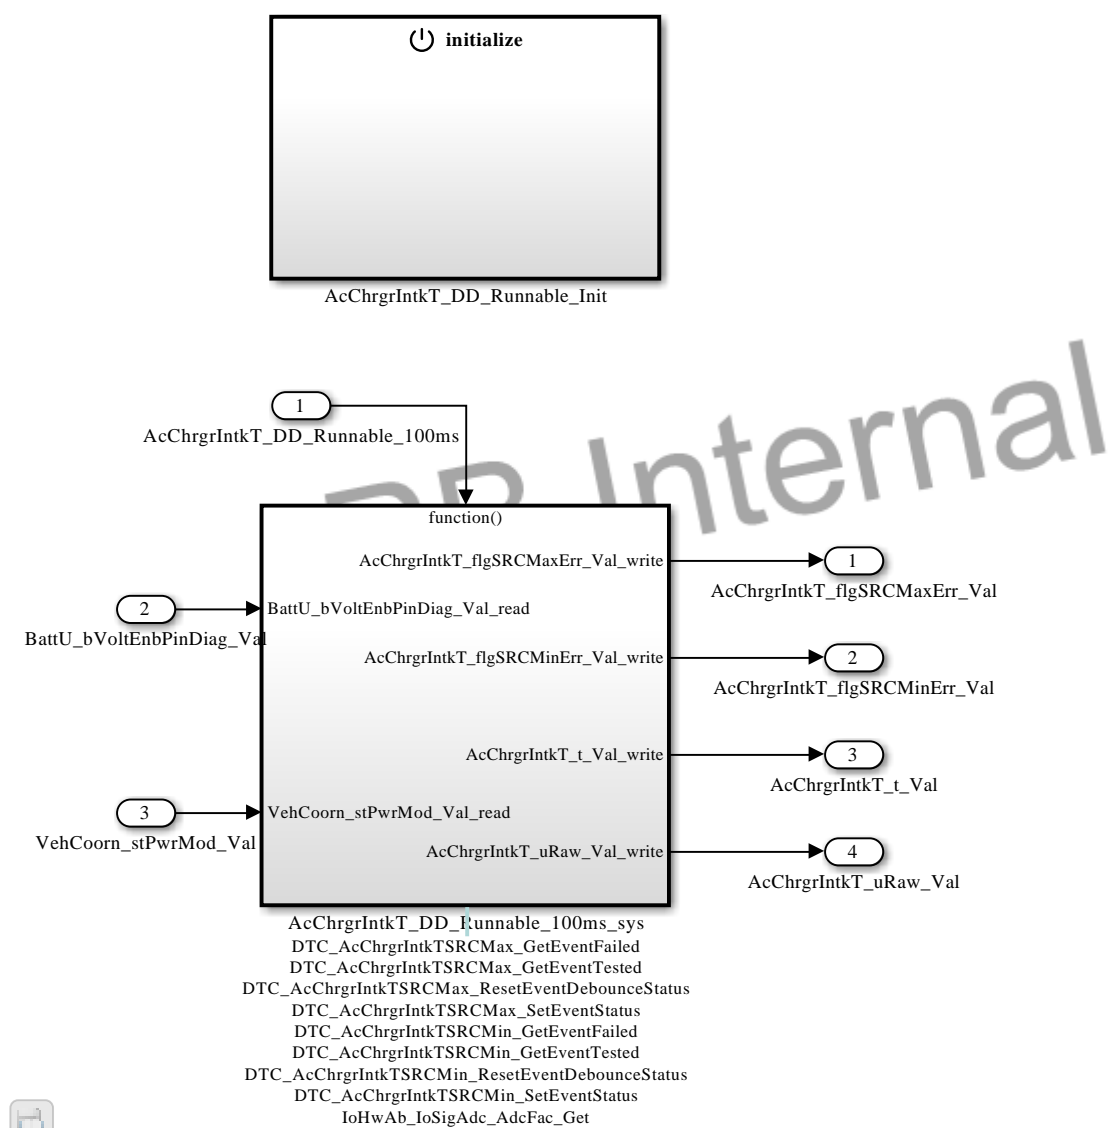 initialize
AcChrgrIntkT_DD_Runnable_Init
1
AcChrgrIntkT_DD_Runnable_100ms
Internal
function()
AcChrgrIntkT_flgSRCMaxErr_Val_write
1
AcChrgrIntkT_flgSRCMaxErr_Val
2
BattU_bVoltEnbPinDiag_Val_read
BattU_bVoltEnbPinDiag_Val
AcChrgrIntkT_flgSRCMinErr_Val_write
2
AcChrgrIntkT_flgSRCMinErr_Val
AcChrgrIntkT_t_Val_write
3
AcChrgrIntkT_t_Val
3
VehCoorn_stPwrMod_Val_read
VehCoorn_stPwrMod_Val
AcChrgrIntkT_uRaw_Val_write
4
AcChrgrIntkT_uRaw_Val
AcChrgrIntkT_DD_Runnable_100ms_sys
DTC_AcChrgrIntkTSRCMax_GetEventFailed
DTC_AcChrgrIntkTSRCMax_GetEventTested
DTC_AcChrgrIntkTSRCMax_ResetEventDebounceStatus
DTC_AcChrgrIntkTSRCMax_SetEventStatus
DTC_AcChrgrIntkTSRCMin_GetEventFailed
DTC_AcChrgrIntkTSRCMin_GetEventTested
DTC_AcChrgrIntkTSRCMin_ResetEventDebounceStatus
DTC_AcChrgrIntkTSRCMin_SetEventStatus
IoHwAb_IoSigAdc_AdcFac_Get